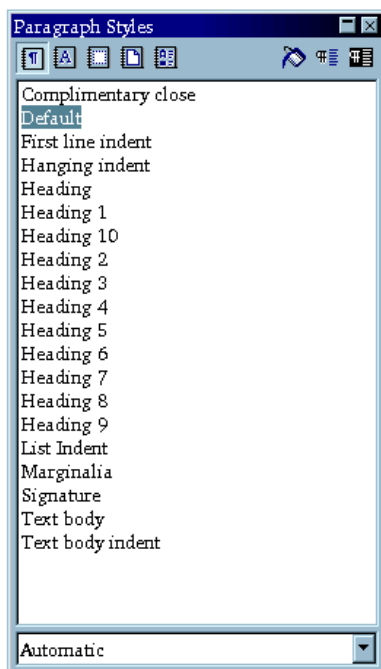 Paragraph Styles
Complimentary close
Default
First line indent
Hanging indent
Heading
Heading 1
Heading 10
Heading 2
Heading 3
Heading 4
Heading 5
Heading 6
Heading 7
Heading 8
Heading 9
List Indent
Marginalia
Signature
Text body
Text body indent
Automatic